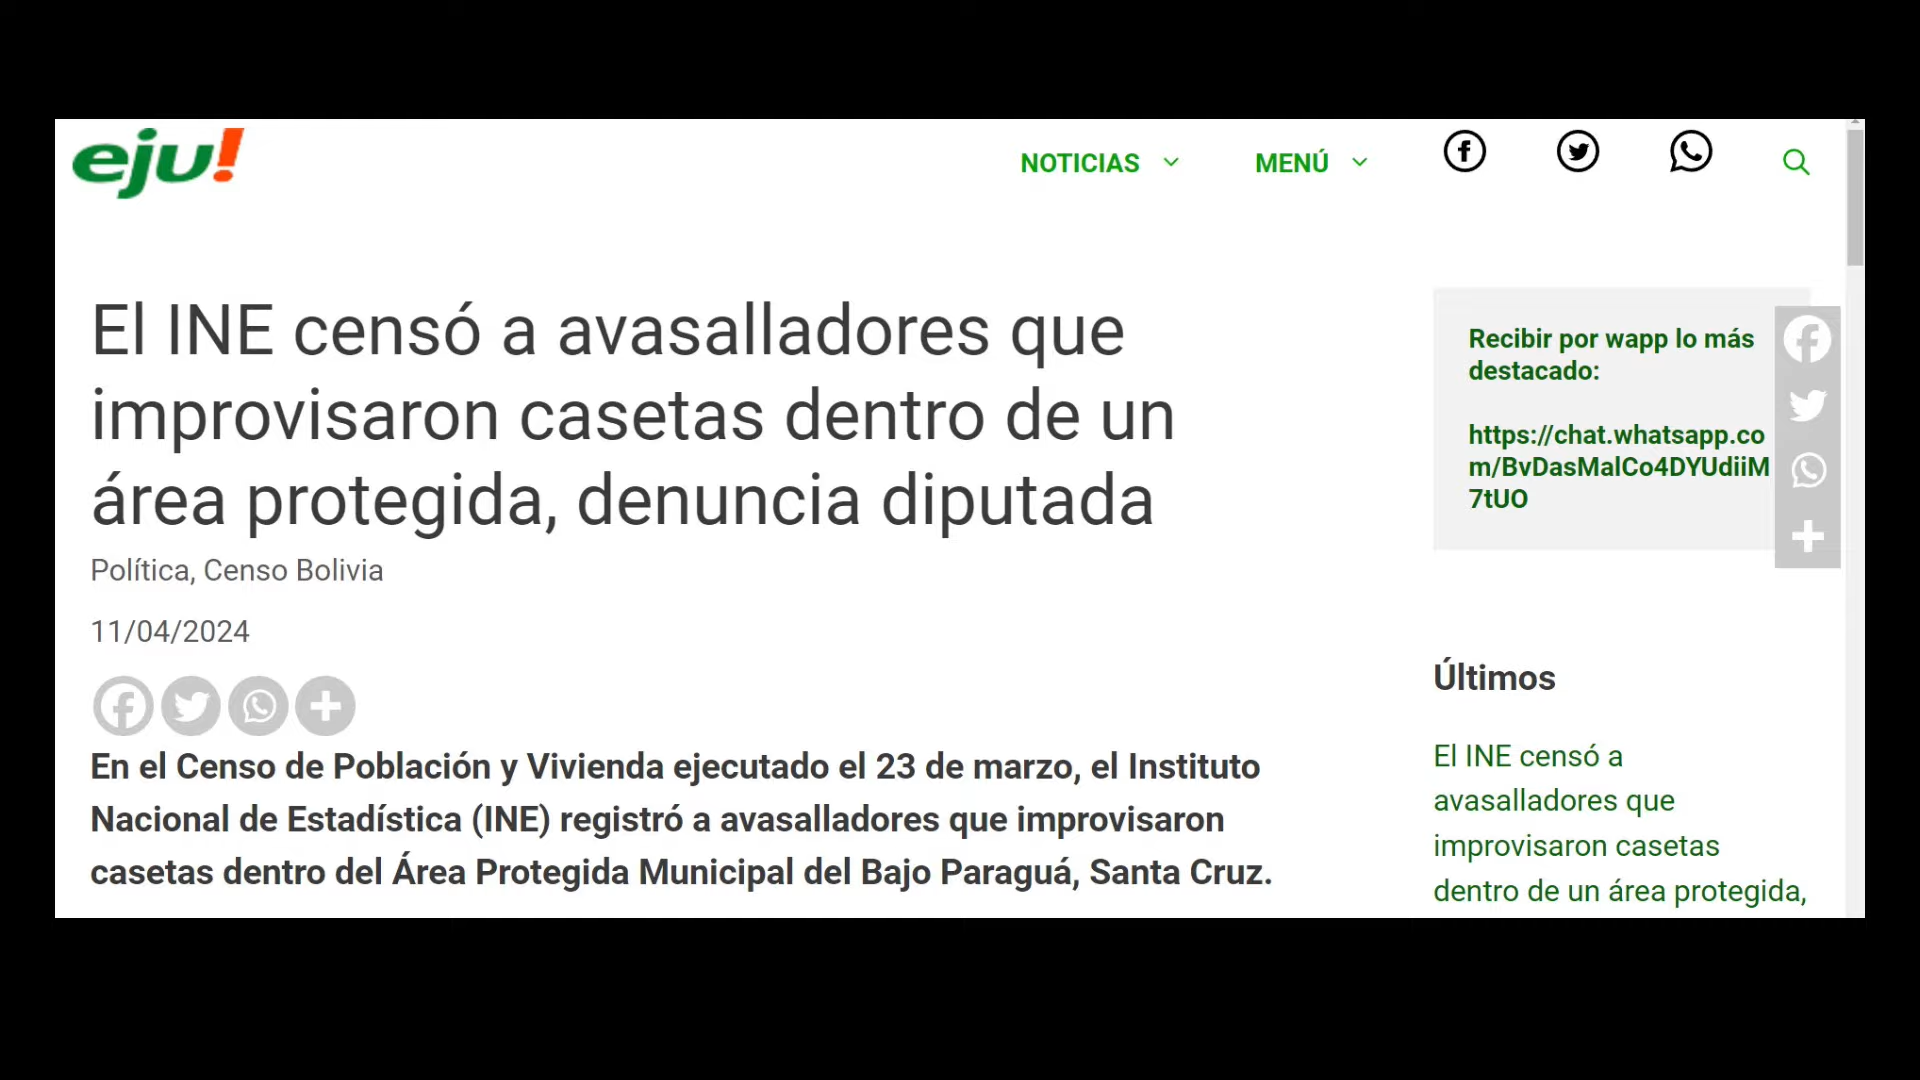 eju!
NOTICIAS
MENÚ
El INE censó a avasalladores que
improvisaron casetas dentro de un
área protegida, denuncia diputada
Política, Censo Bolivia
11/04/2024
En el Censo de Población y Vivienda ejecutado el 23 de marzo, el Instituto
Nacional de Estadística (INE) registró a avasalladores que improvisaron
casetas dentro del Área Protegida Municipal del Bajo Paraguá, Santa Cruz.
Recibir por wapp lo más
destacado:
https://chat.whatsapp.co
m/BvDasMalCo4DYUdiiM
7tUO
Últimos
El INE censó a
avasalladores que
improvisaron casetas
dentro de un área protegida,